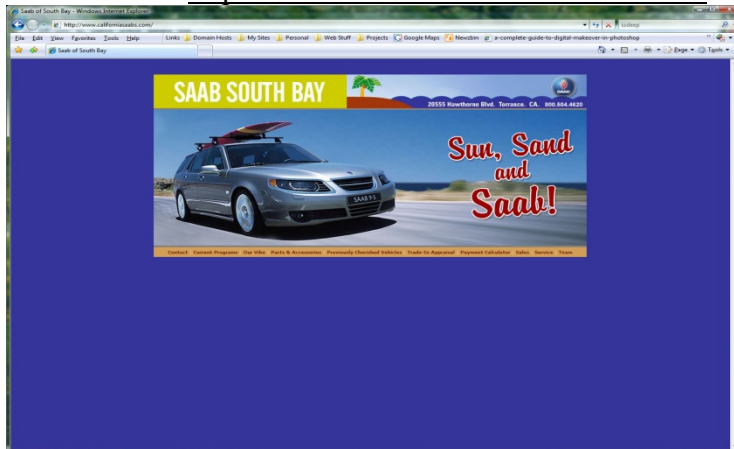 Saab of South Bay - Windows Internet Explorer
http://www.californiasaabs.com/
File Edit View Favorites Tools Help
Links Domain Hosts My Sites Personal Web Stuff Projects Google Maps Newzbin a-complete-guide-to-digital-makeover-in-photoshop
Saab of South Bay
Page Tools
SAAB SOUTH BAY
20555 Hawthorne Blvd. Torrance. CA. 800.604.4620
SAAB 9-5
Sun, Sand
and
Saab!
Contact Current Programs Our Vibe Parts & Accessories Previously Cherished Vehicles Trade-In Appraisal Payment Calculator Sales Service Team